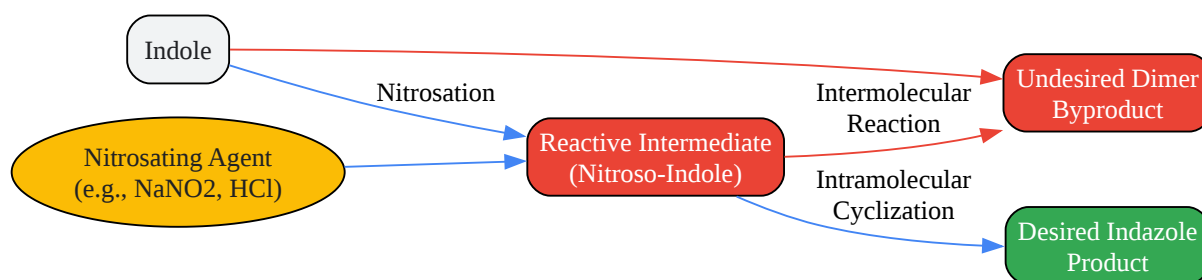 Indole
Nitrosation
Nitrosating Agent
(e.g., NaNO2, HCl)
Reactive Intermediate
(Nitroso-Indole)
Intermolecular
Reaction
Intramolecular
Cyclization
Undesired Dimer
Byproduct
Desired Indazole
Product